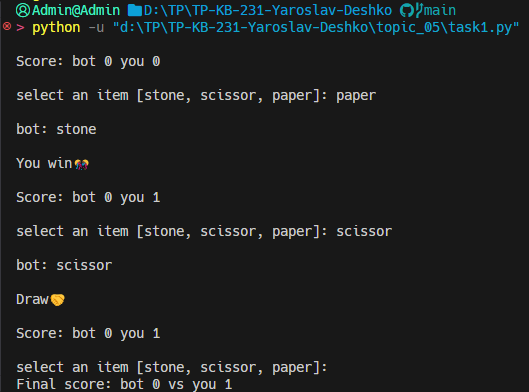 Admin@Admin D:\TP\TP-KB-231-Yaroslav-Deshko main
> python -u "d:\TP\TP-KB-231-Yaroslav-Deshko\topic_05\task1.py"
Score: bot 0 you 0
select an item [stone, scissor, paper]: paper
bot: stone
You win🎊
Score: bot 0 you 1
select an item [stone, scissor, paper]: scissor
bot: scissor
Draw🤝
Score: bot 0 you 1
select an item [stone, scissor, paper]:
Final score: bot 0 vs you 1